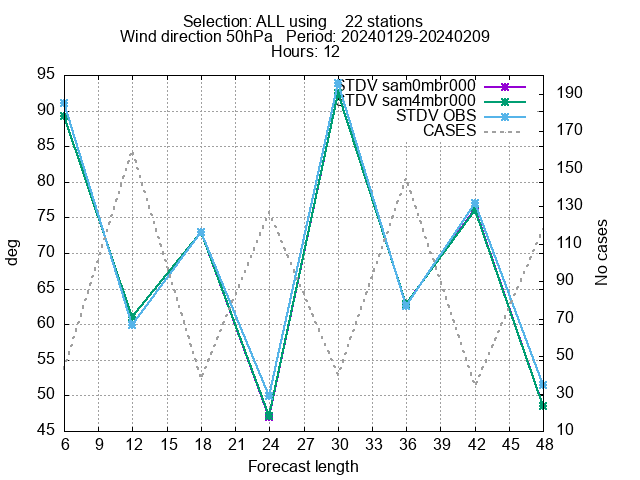 Selection: ALL using    22 stations
Wind direction 50hPa   Period: 20240129-20240209
Hours: 12
STDV sam0mbr000
STDV sam4mbr000
STDV OBS
CASES
95
90
85
80
75
70
65
60
55
50
45
deg
190
170
150
130
110
90
70
50
30
10
No cases
6 9 12 15 18 21 24 27 30 33 36 39 42 45 48
Forecast length